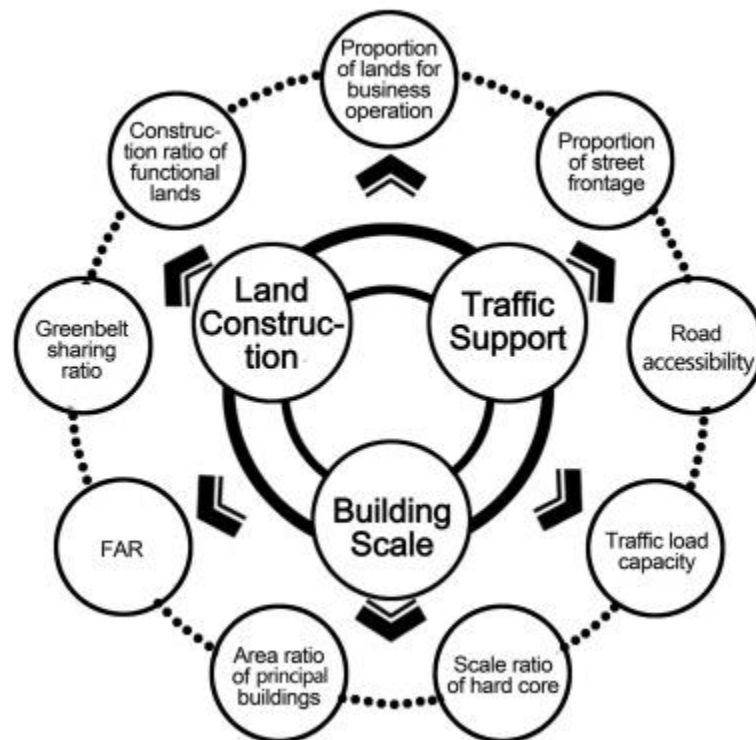 Proportion
of lands for
business
operation
Construc-
tion ratio of
functional
lands
Proportion
of street
frontage
Land
Construc-
tion
Traffic
Support
Greenbelt
sharing
ratio
Road
accessibility
Building
Scale
FAR
Traffic load
capacity
Area ratio
of principal
buildings
Scale ratio
of hard core